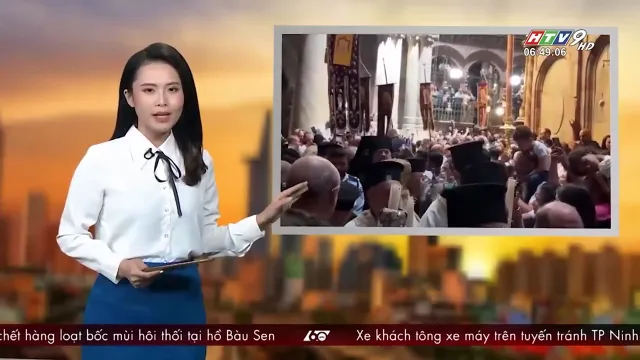 HTV9 HD
06:49:06
chết hàng loạt bốc mùi hôi thối tại hồ Bàu Sen 60 Xe khách tông xe máy trên tuyến tránh TP Ninh